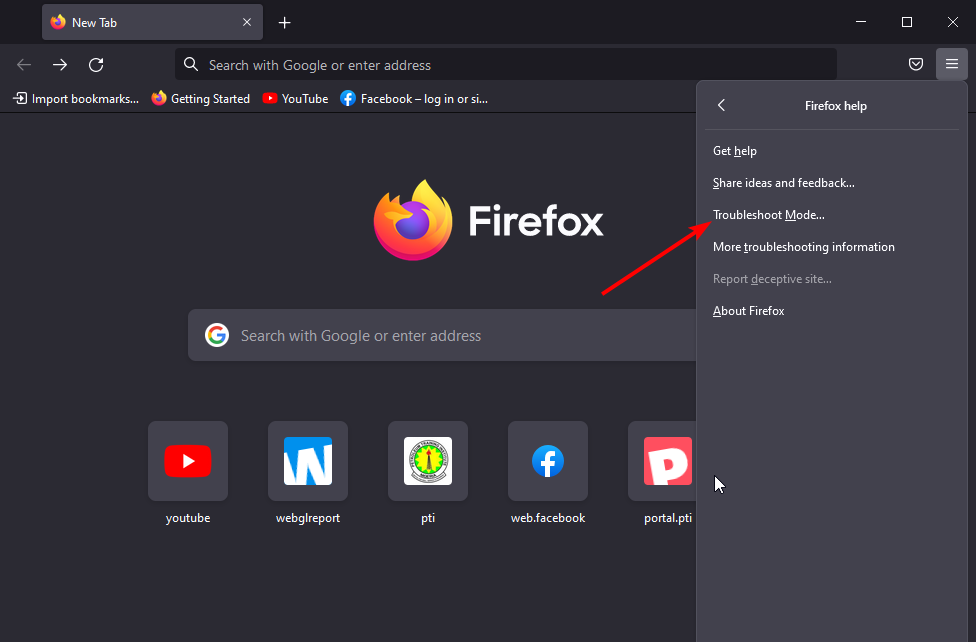 New Tab
Search with Google or enter address
Import bookmarks...
Getting Started
YouTube
Facebook – log in or si...
Firefox help
Get help
Share ideas and feedback...
Troubleshoot Mode...
More troubleshooting information
Report deceptive site...
About Firefox
Firefox
Search with Google or enter address
youtube
webglreport
pti
web.facebook
portal.pti